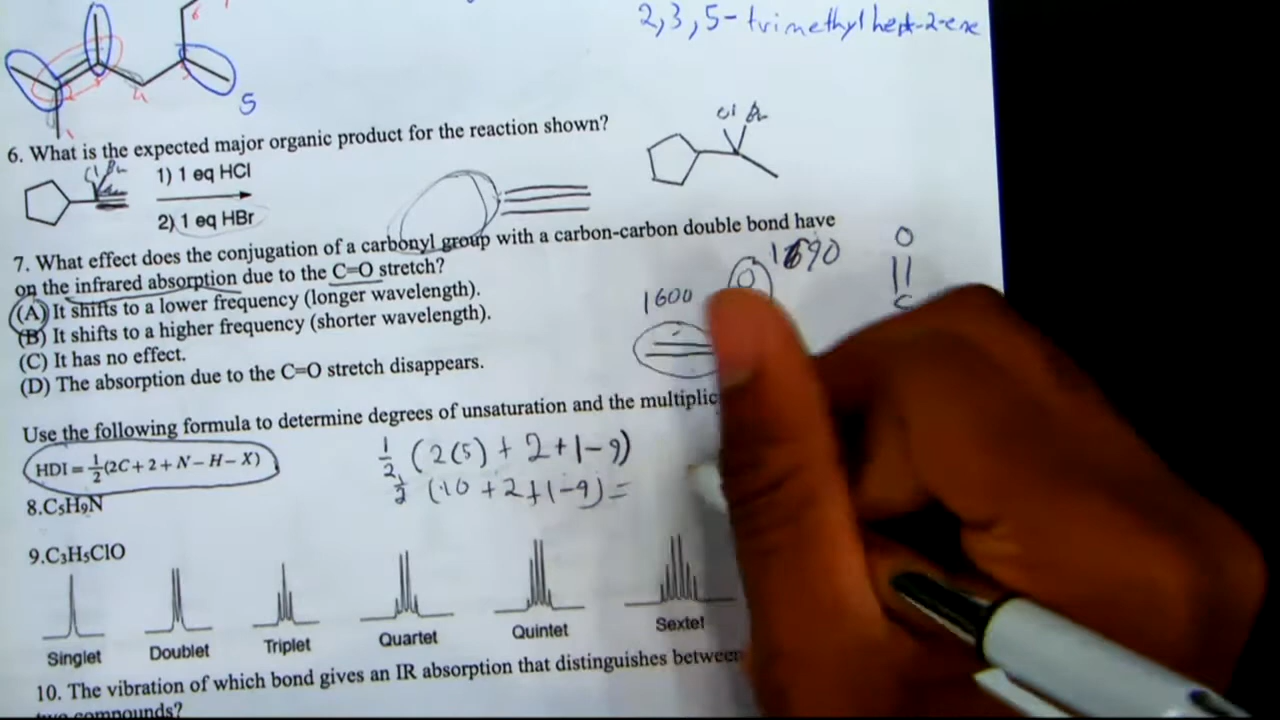 2,3,5-trimethylhept-2-ene
6
4
5
6. What is the expected major organic product for the reaction shown?
Cl Br
Cl Br
1) 1 eq HCl
2) 1 eq HBr
7. What effect does the conjugation of a carbonyl group with a carbon-carbon double bond have
on the infrared absorption due to the C=O stretch?
(A) It shifts to a lower frequency (longer wavelength).
(B) It shifts to a higher frequency (shorter wavelength).
(C) It has no effect.
(D) The absorption due to the C=O stretch disappears.
1690
1600
O
O
C
Use the following formula to determine degrees of unsaturation and the
HDI = 1/2(2C + 2 + N − H − X)
1/2 (2(5) + 2 + 1 - 9)
1/2 (10 + 2 + 1 - 9) =
8.C₅H₉N
9.C₃H₅ClO
Singlet Doublet Triplet Quartet Quintet Sextet
10. The vibration of which bond gives an IR absorption that distinguishes between
two compounds?